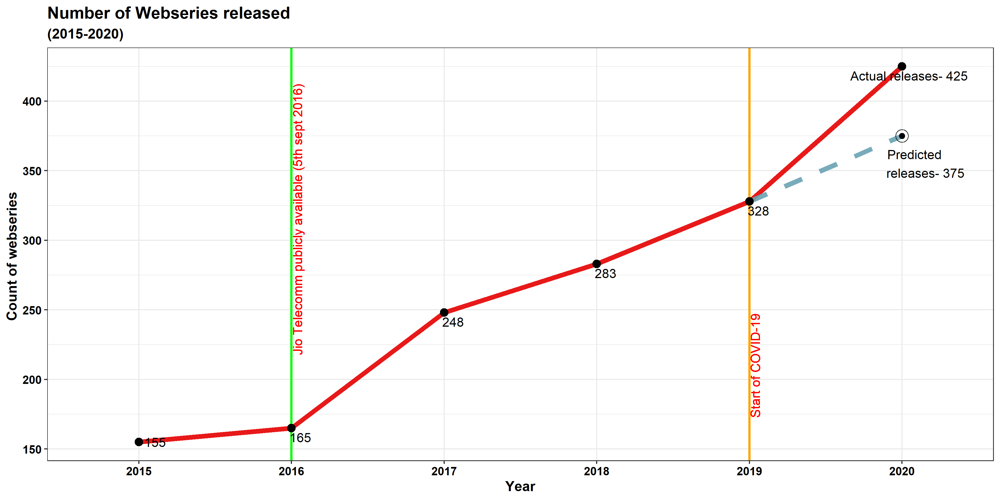 Number of Webseries released
(2015-2020)
Count of webseries
400
350
300
250
200
150
Jio Telecomm publicly available (5th sept 2016)
Start of COVID-19
Actual releases- 425
Predicted
releases- 375
328
283
248
165
155
2015
2016
2017
2018
2019
2020
Year